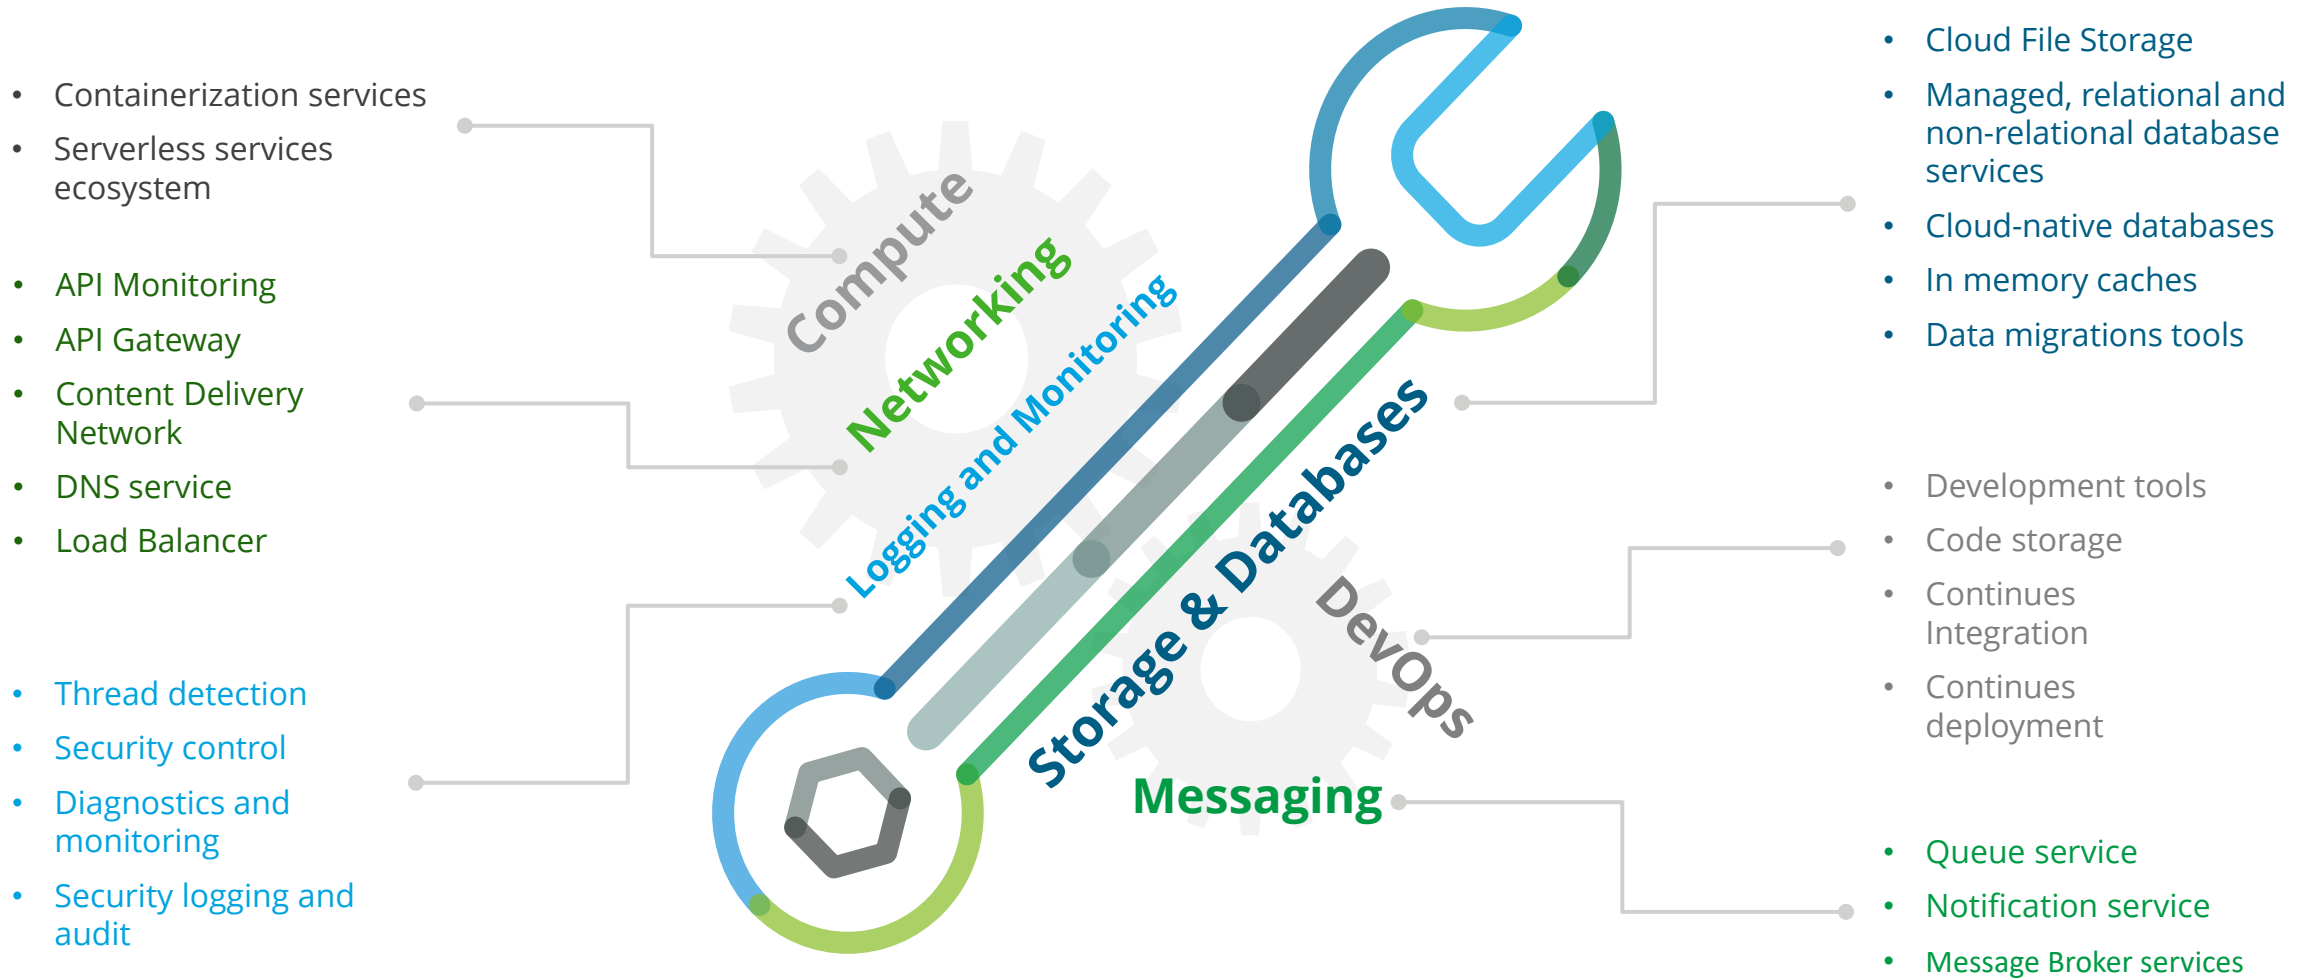 • Containerization services
• Serverless services
ecosystem
• API Monitoring
• API Gateway
• Content Delivery
Network
• DNS service
• Load Balancer
• Thread detection
• Security control
• Diagnostics and
monitoring
• Security logging and
audit
Compute
Networking
Logging and Monitoring
Storage & Databases
DevOps
Messaging
• Cloud File Storage
• Managed, relational and
non-relational database
services
• Cloud-native databases
• In memory caches
• Data migrations tools
• Development tools
• Code storage
• Continues
Integration
• Continues
deployment
• Queue service
• Notification service
• Message Broker services